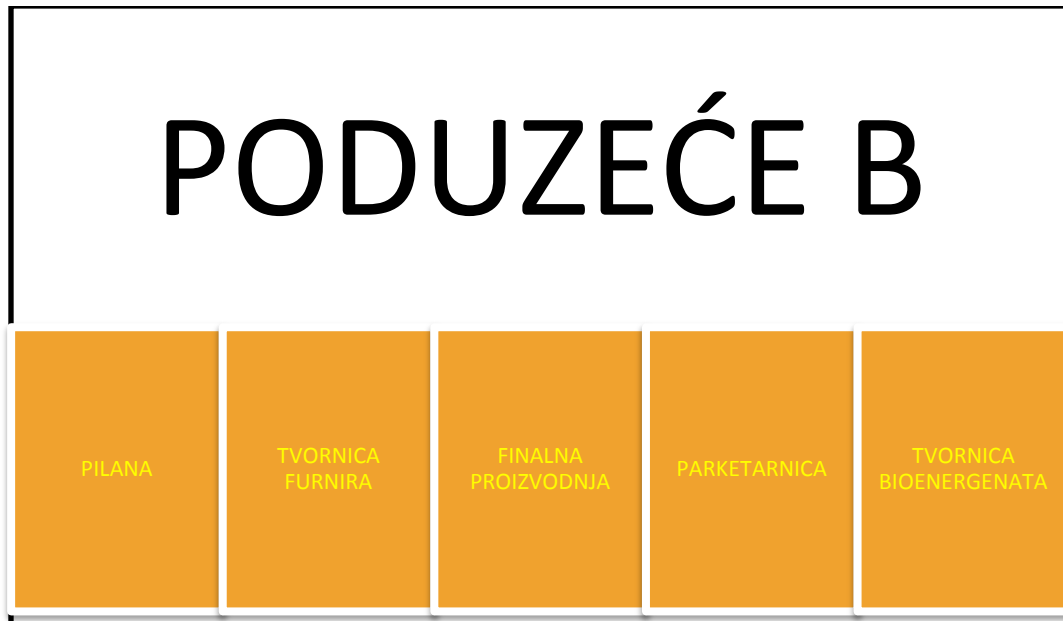 PODUZEĆE B
PILANA
TVORNICA
FURNIRA
FINALNA
PROIZVODNJA
PARKETARNICA
TVORNICA
BIOENERGENATA